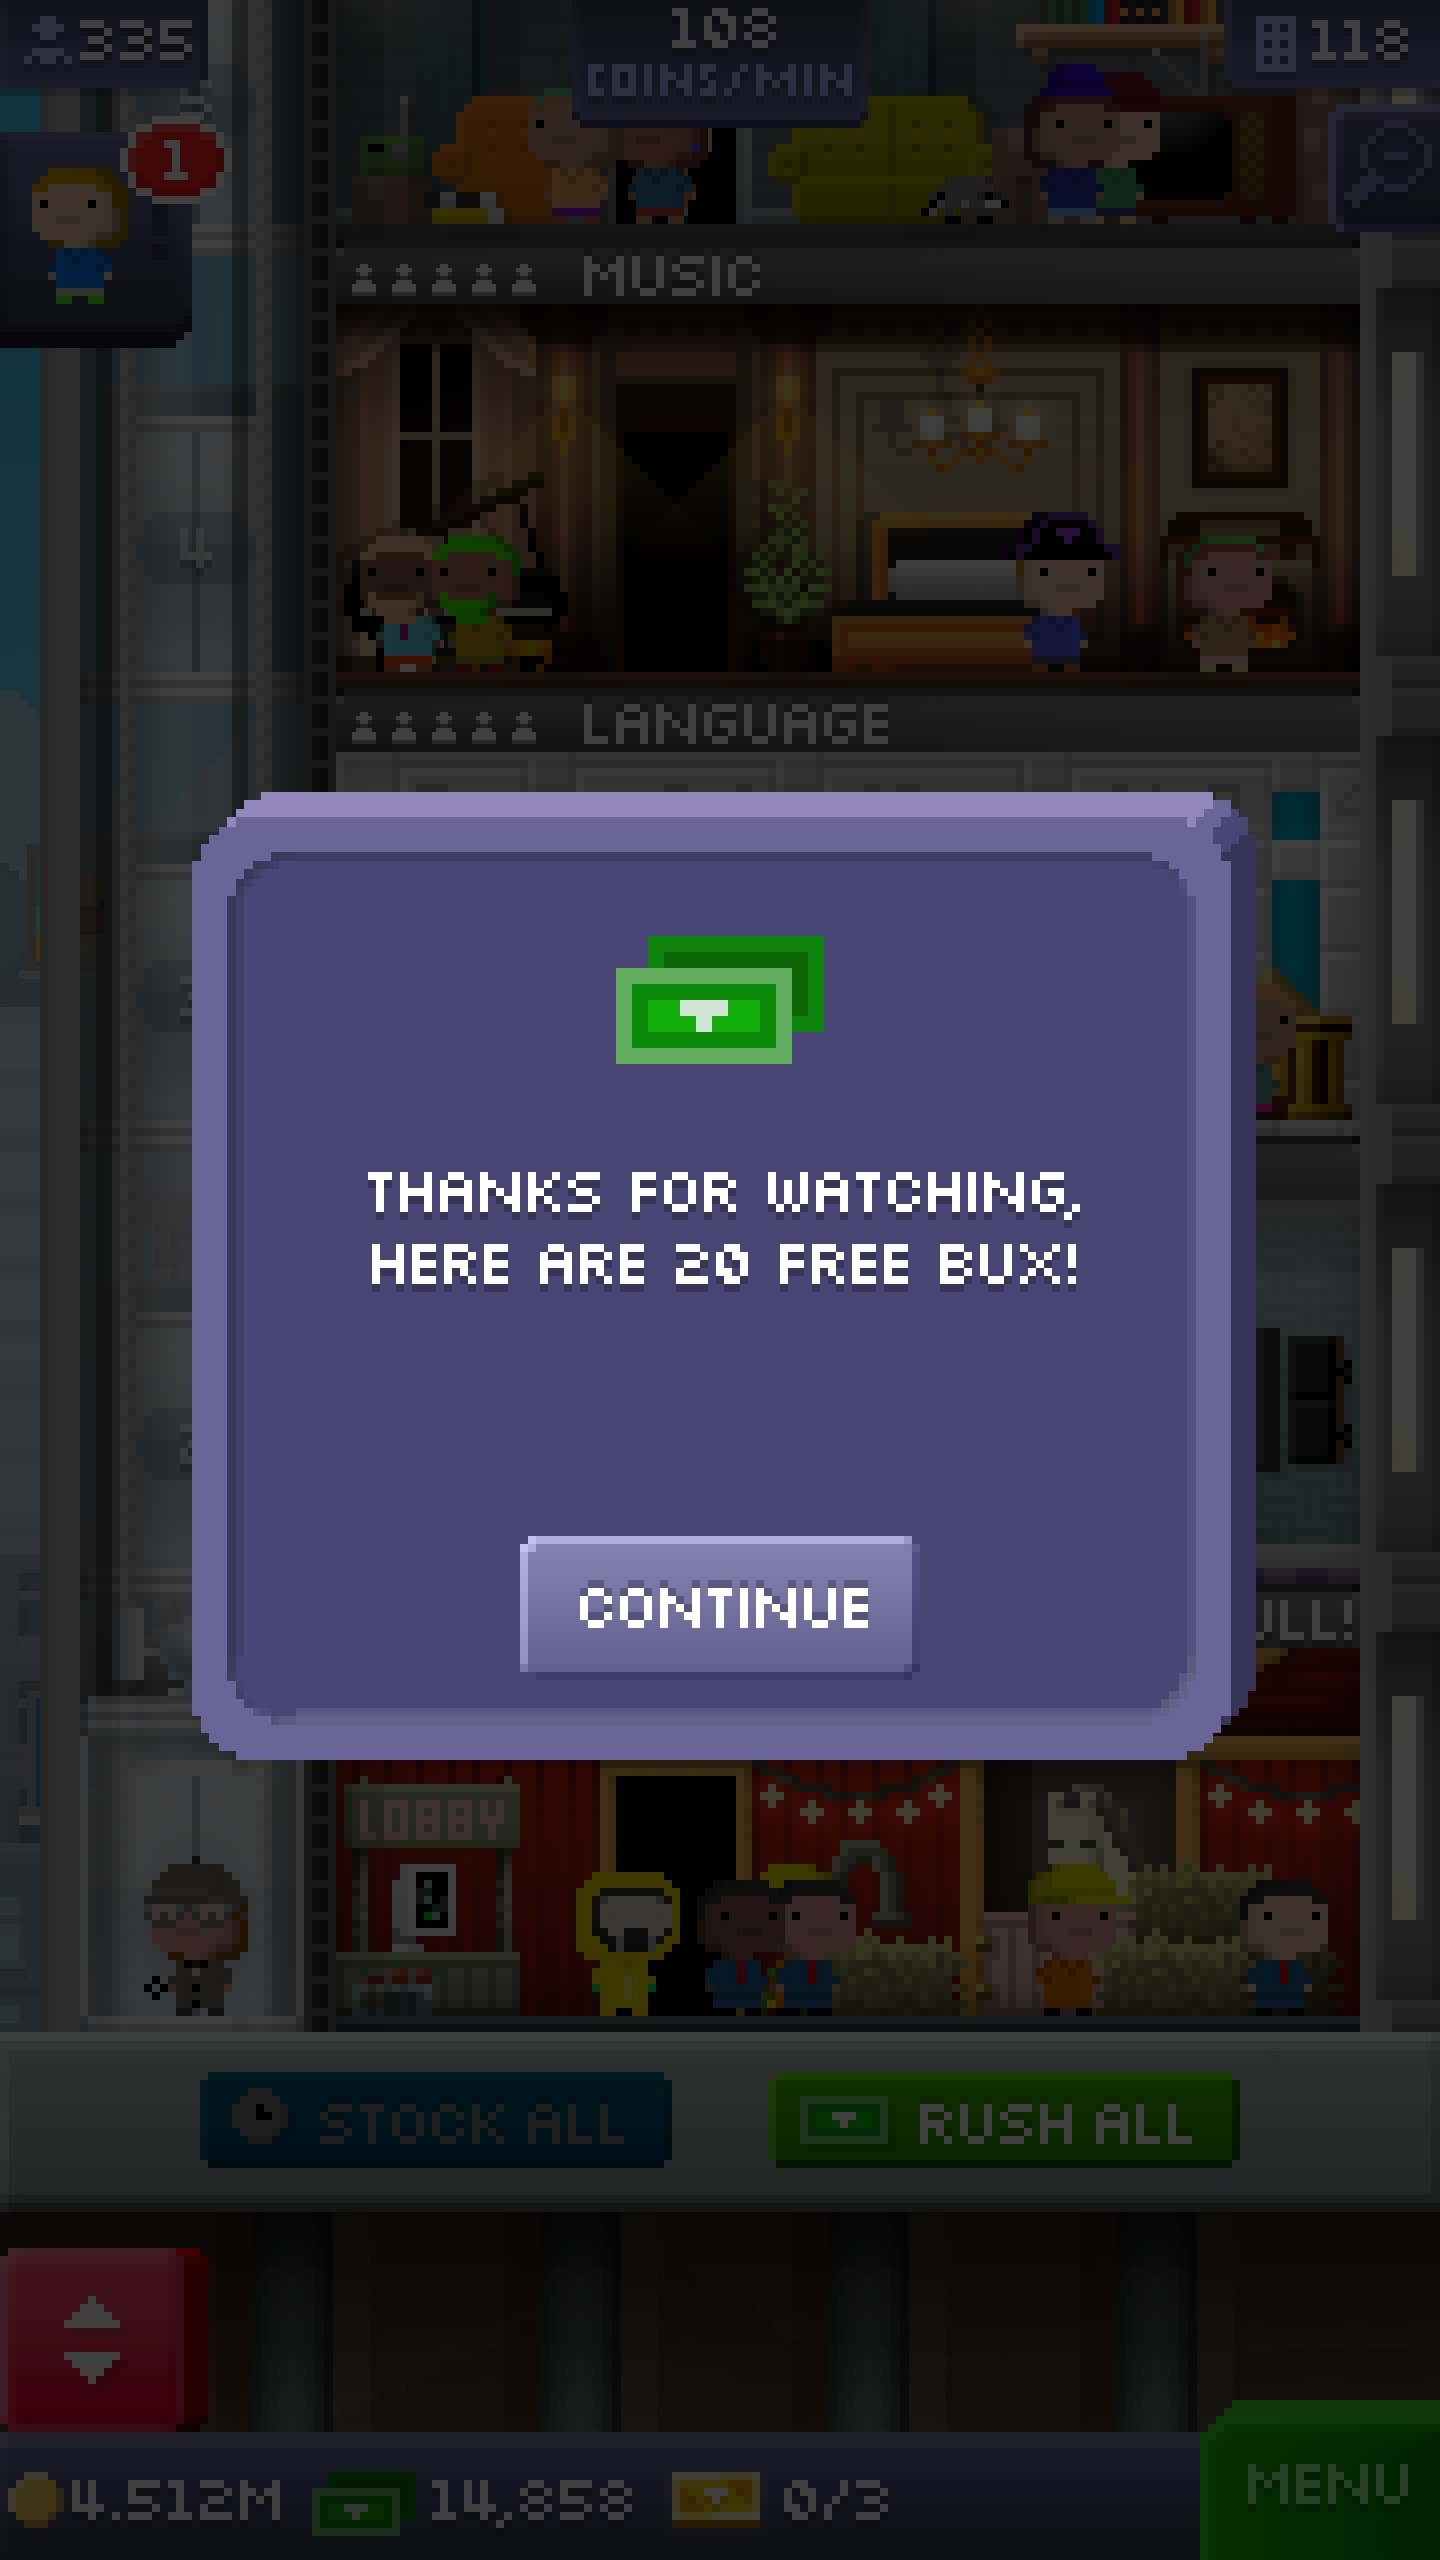 335
108
COINS/MIN
118
1
MUSIC
4
LANGUAGE
THANKS FOR WATCHING,
HERE ARE 20 FREE BUX!
CONTINUE
ULL!
LOBBY
STOCK ALL
RUSH ALL
4.512M
14,858
0/3
MENU